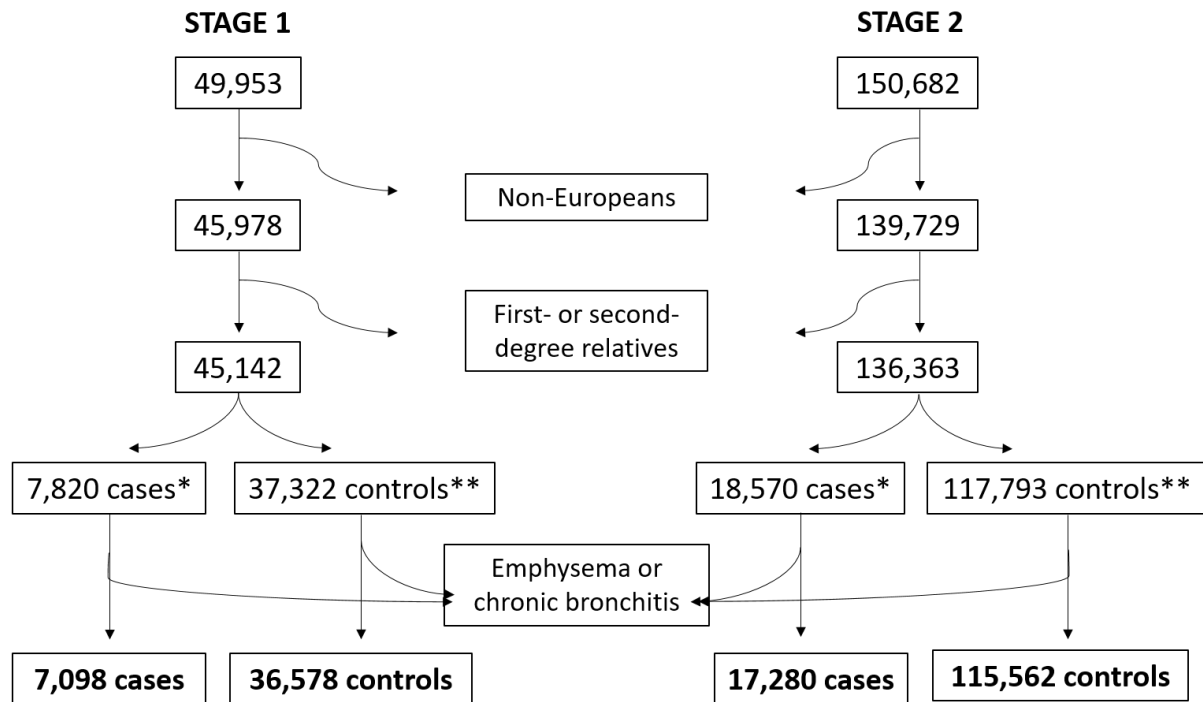 STAGE 1
STAGE 2
49,953
150,682
Non-Europeans
45,978
139,729
First- or second-
degree relatives
45,142
136,363
7,820 cases*
37,322 controls**
18,570 cases*
117,793 controls**
Emphysema or
chronic bronchitis
7,098 cases
36,578 controls
17,280 cases
115,562 controls